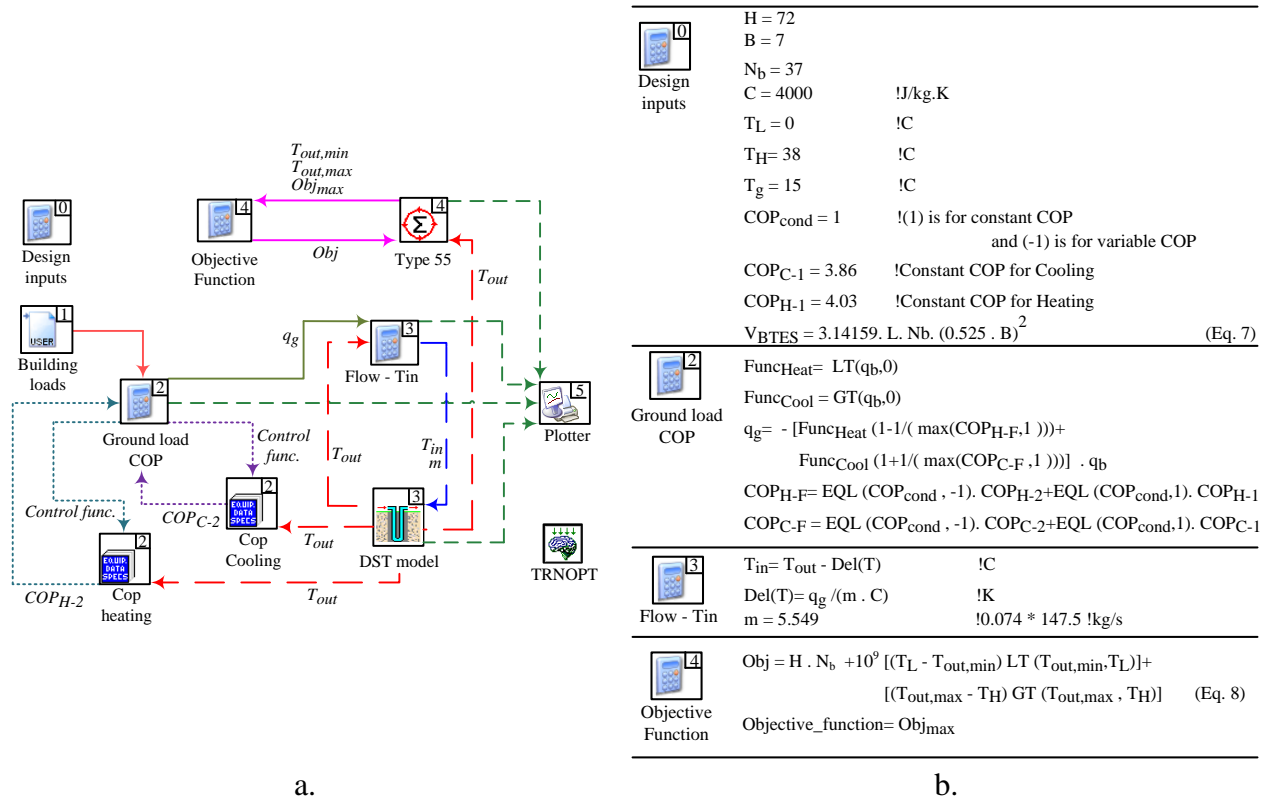 T_out,min
T_out,max
Obj_max
0
Design
inputs
4
Objective
Function
Obj
4
Σ
Type 55
T_out
1
USER
Building
loads
q_g
3
Flow - Tin
2
Ground load
COP
5
Plotter
Control
func.
T_out
T_in
m
Control func.
COP_C-2
2
EQUIP.
DATA
SPECS
Cop
Cooling
T_out
3
DST model
TRNOPT
2
EQUIP.
DATA
SPECS
COP_H-2
Cop
heating
T_out
a.
0
Design
inputs
H = 72
B = 7
N_b = 37
C = 4000 !J/kg.K
T_L = 0 !C
T_H= 38 !C
T_g = 15 !C
COP_cond = 1 !(1) is for constant COP
and (-1) is for variable COP
COP_C-1 = 3.86 !Constant COP for Cooling
COP_H-1 = 4.03 !Constant COP for Heating
V_BTES = 3.14159. L. Nb. (0.525 . B)^2 (Eq. 7)
2
Ground load
COP
Func_Heat= LT(q_b,0)
Func_Cool = GT(q_b,0)
q_g= - [Func_Heat (1-1/( max(COP_H-F,1 )))+
Func_Cool (1+1/( max(COP_C-F ,1 )))] . q_b
COP_H-F= EQL (COP_cond , -1). COP_H-2+EQL (COP_cond,1). COP_H-1
COP_C-F = EQL (COP_cond , -1). COP_C-2+EQL (COP_cond,1). COP_C-1
3
Flow - Tin
T_in= T_out - Del(T) !C
Del(T)= q_g /(m . C) !K
m = 5.549 !0.074 * 147.5 !kg/s
4
Objective
Function
Obj = H . N_b +10^9 [(T_L - T_out,min) LT (T_out,min,T_L)]+
[(T_out,max - T_H) GT (T_out,max , T_H)] (Eq. 8)
Objective_function= Obj_max
b.